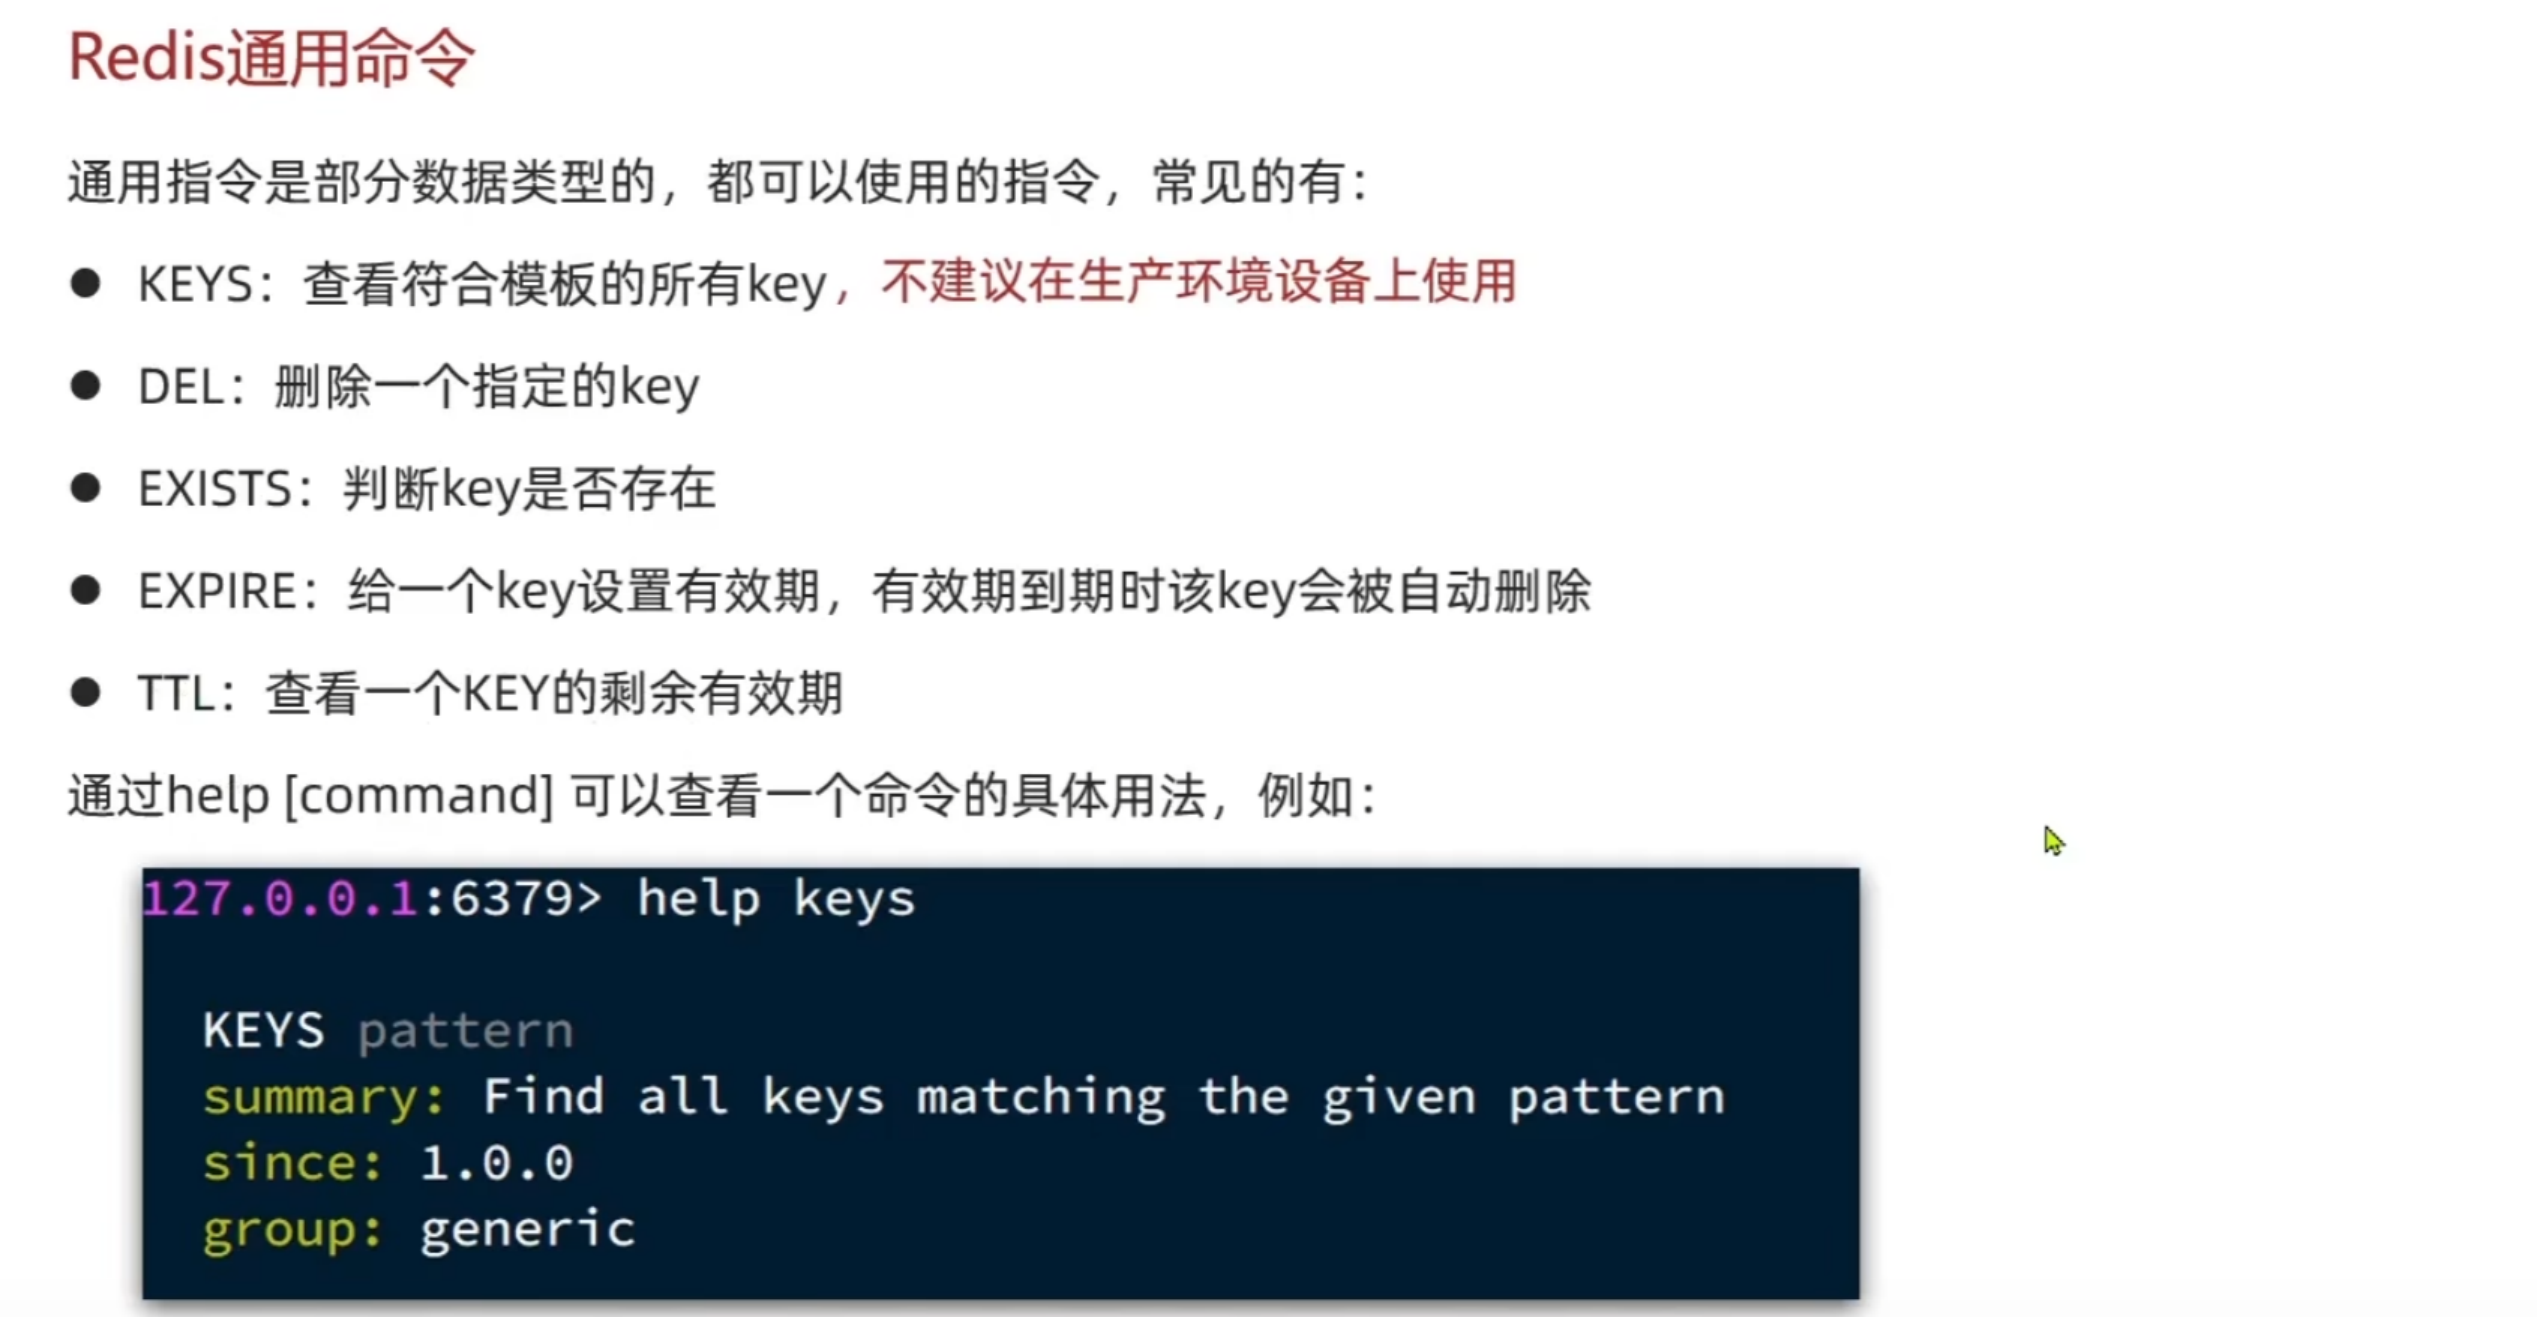 Redis通用命令
通用指令是部分数据类型的，都可以使用的指令，常见的有：
● KEYS：查看符合模板的所有key，不建议在生产环境设备上使用
● DEL：删除一个指定的key
● EXISTS：判断key是否存在
● EXPIRE：给一个key设置有效期，有效期到期时该key会被自动删除
● TTL：查看一个KEY的剩余有效期
通过help [command] 可以查看一个命令的具体用法，例如：
127.0.0.1:6379> help keys
KEYS pattern
summary: Find all keys matching the given pattern
since: 1.0.0
group: generic